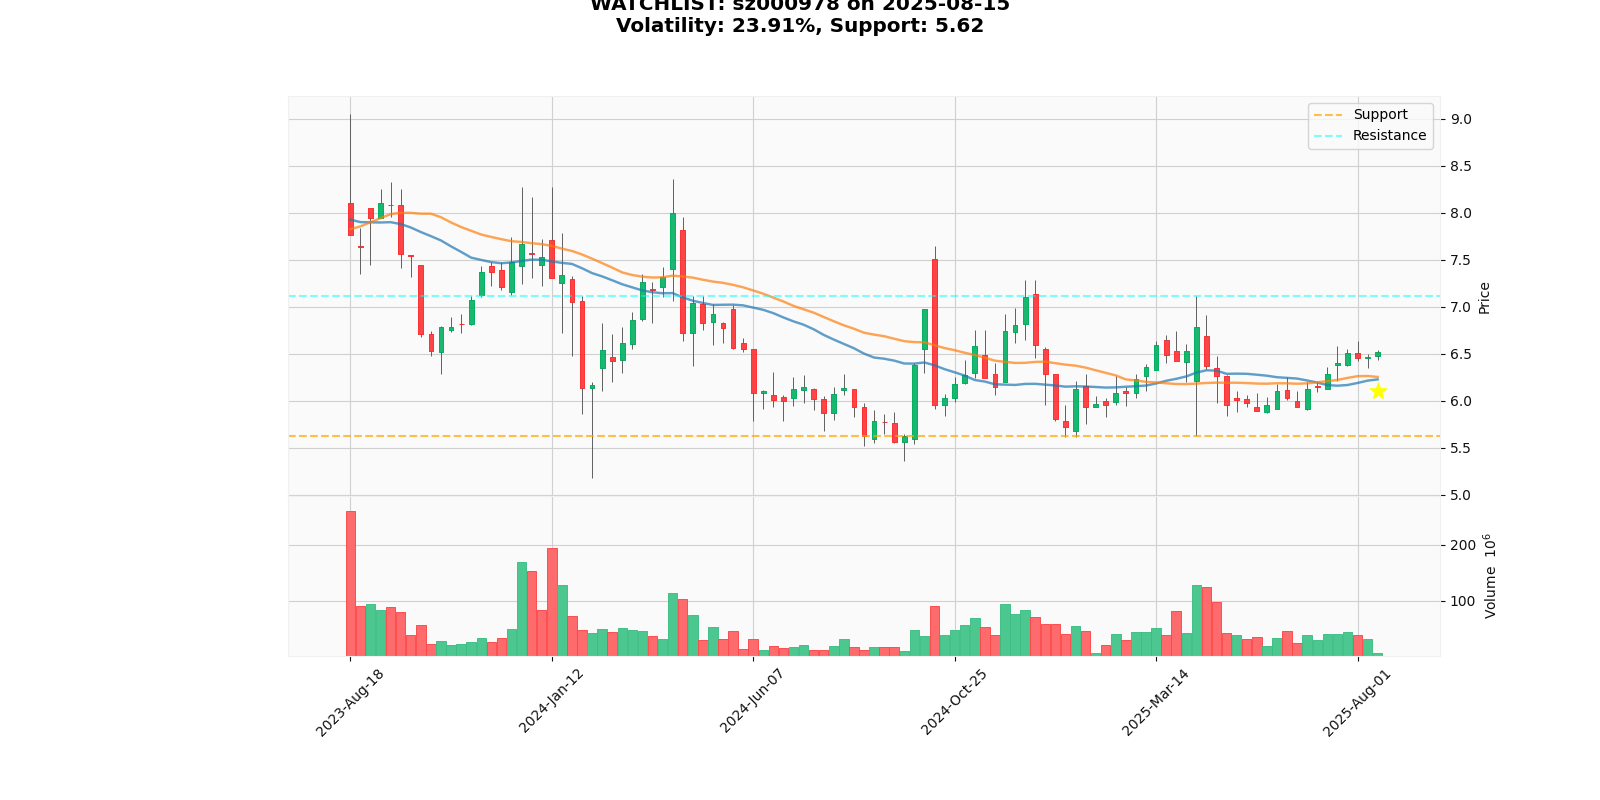 WATCHLIST: sz000978 on 2025-08-15
Volatility: 23.91%, Support: 5.62
Support
Resistance
9.0
8.5
8.0
7.5
7.0
6.5
6.0
5.5
5.0
Price
200
100
Volume 10^6
2023-Aug-18
2024-Jan-12
2024-Jun-07
2024-Oct-25
2025-Mar-14
2025-Aug-01